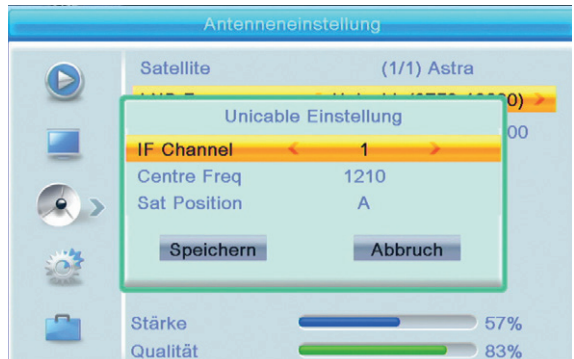 Antenneneinstellung
Satellite (1/1) Astra
0) >
Unicable Einstellung
00
IF Channel < 1 >
Centre Freq 1210
Sat Position A
Speichern Abbruch
Stärke 57%
Qualität 83%